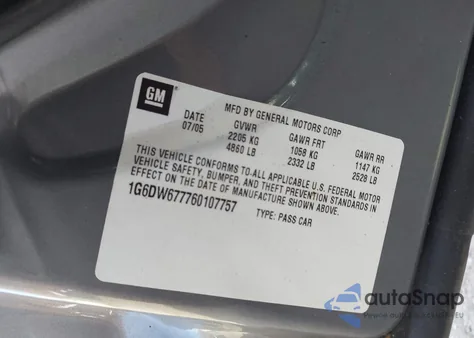 GM
MFD BY GENERAL MOTORS CORP
DATE GVWR GAWR FRT GAWR RR
07/05 2205 KG 1058 KG 1147 KG
4860 LB 2332 LB 2528 LB
THIS VEHICLE CONFORMS TO ALL APPLICABLE U.S. FEDERAL MOTOR
VEHICLE SAFETY, BUMPER, AND THEFT PREVENTION STANDARDS IN
EFFECT ON THE DATE OF MANUFACTURE SHOWN ABOVE.
1G6DW677760107757
TYPE: PASS CAR
autoSnap